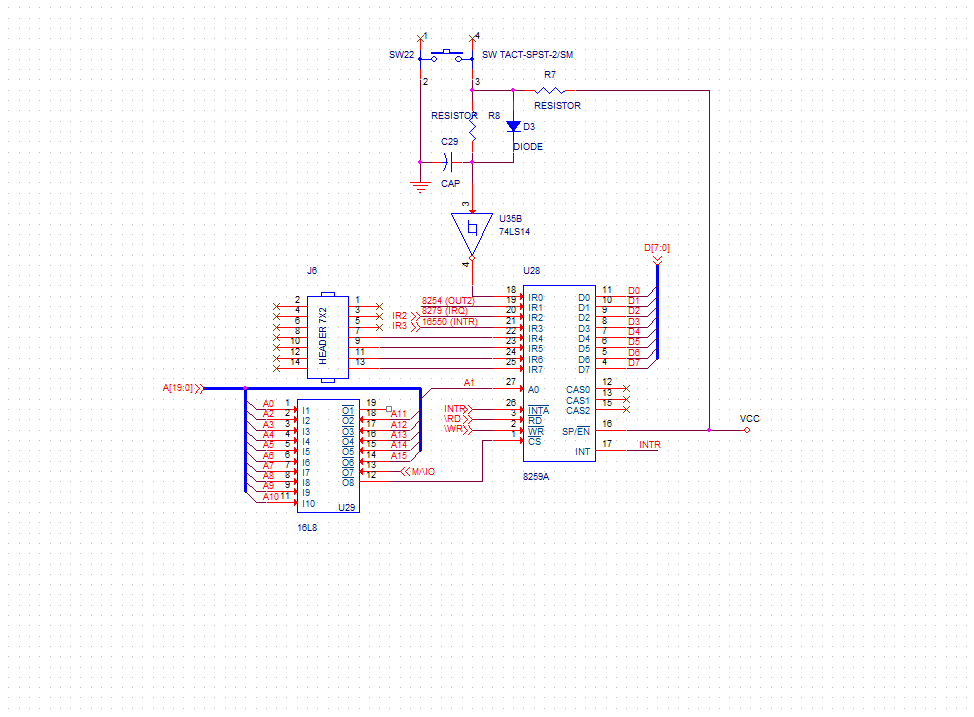 1 4
SW22 SW TACT-SPST-2/SM
2 3
R7
RESISTOR
RESISTOR R8
D3
DIODE
C29
CAP
3
U35B
74LS14
4
D[7:0]
J6 U28
HEADER 7X2
2 1
4 3
6 5
8 7
10 9
12 11
14 13
8254 (OUT2)
IR2 8279 (IRQ)
IR3 16550 (INTR)
18 IR0 D0 11 D0
19 IR1 D1 10 D1
20 IR2 D2 9 D2
21 IR3 D3 8 D3
22 IR4 D4 7 D4
23 IR5 D5 6 D5
24 IR6 D6 5 D6
25 IR7 D7 4 D7
A[19:0]
A1 27 A0 CAS0 12
CAS1 13
CAS2 15
INTR 26 INTA
\RD 3 RD
\WR 2 WR SP/EN 16 VCC
1 CS
INT 17 INTR
8259A
A0 1 I1 O1 19
A2 2 I2 O2 18 A11
A3 3 I3 O3 17 A12
A4 4 I4 O4 16 A13
A5 5 I5 O5 15 A14
A6 6 I6 O6 14 A15
A7 7 I7 O7 13 M/\IO
A8 8 I8 O8 12
A9 9 I9
A10 11 I10
U29
16L8